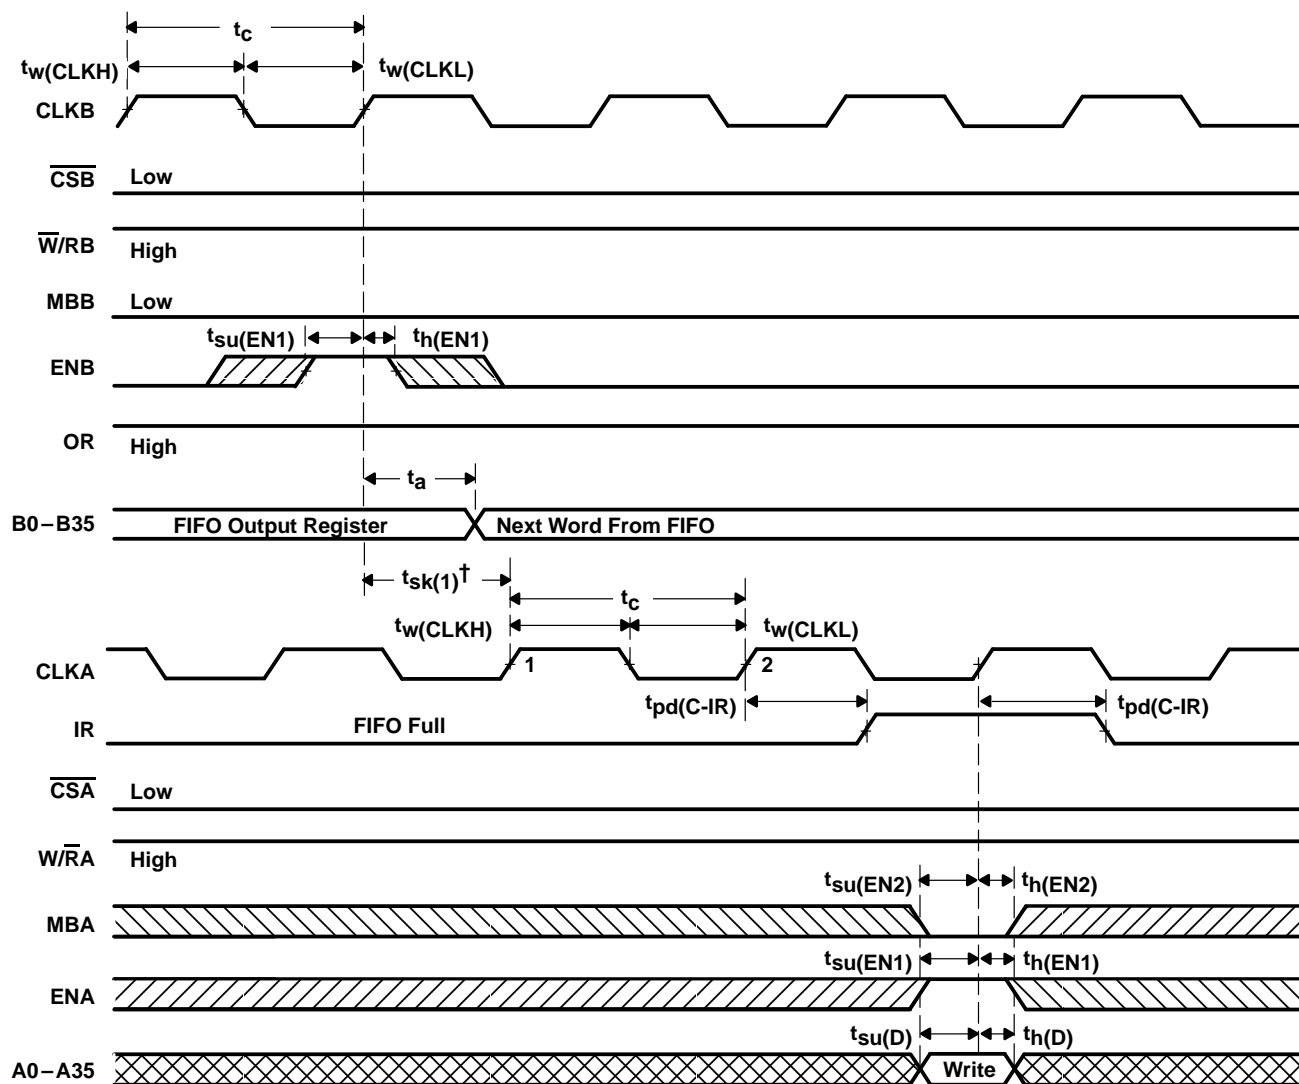 tc
tw(CLKH)
tw(CLKL)
CLKB
CSB
Low
W/RB
High
MBB
Low
tsu(EN1)
th(EN1)
ENB
OR
High
ta
B0–B35
FIFO Output Register
Next Word From FIFO
tsk(1)†
tc
tw(CLKH)
tw(CLKL)
CLKA
1
2
tpd(C-IR)
tpd(C-IR)
IR
FIFO Full
CSA
Low
W/RA
High
tsu(EN2)
th(EN2)
MBA
tsu(EN1)
th(EN1)
ENA
tsu(D)
th(D)
A0–A35
Write